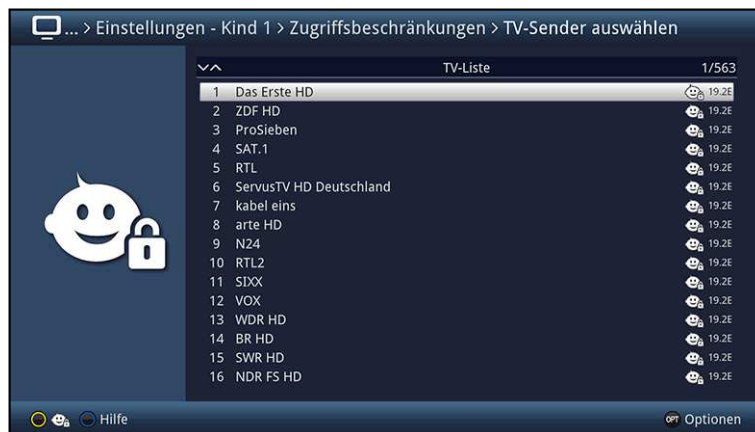 ... > Einstellungen - Kind 1 > Zugriffsbeschränkungen > TV-Sender auswählen
TV-Liste 1/563
1 Das Erste HD 19.2E
2 ZDF HD 19.2E
3 ProSieben 19.2E
4 SAT.1 19.2E
5 RTL 19.2E
6 ServusTV HD Deutschland 19.2E
7 kabel eins 19.2E
8 arte HD 19.2E
9 N24 19.2E
10 RTL2 19.2E
11 SIXX 19.2E
12 VOX 19.2E
13 WDR HD 19.2E
14 BR HD 19.2E
15 SWR HD 19.2E
16 NDR FS HD 19.2E
Hilfe OPT Optionen